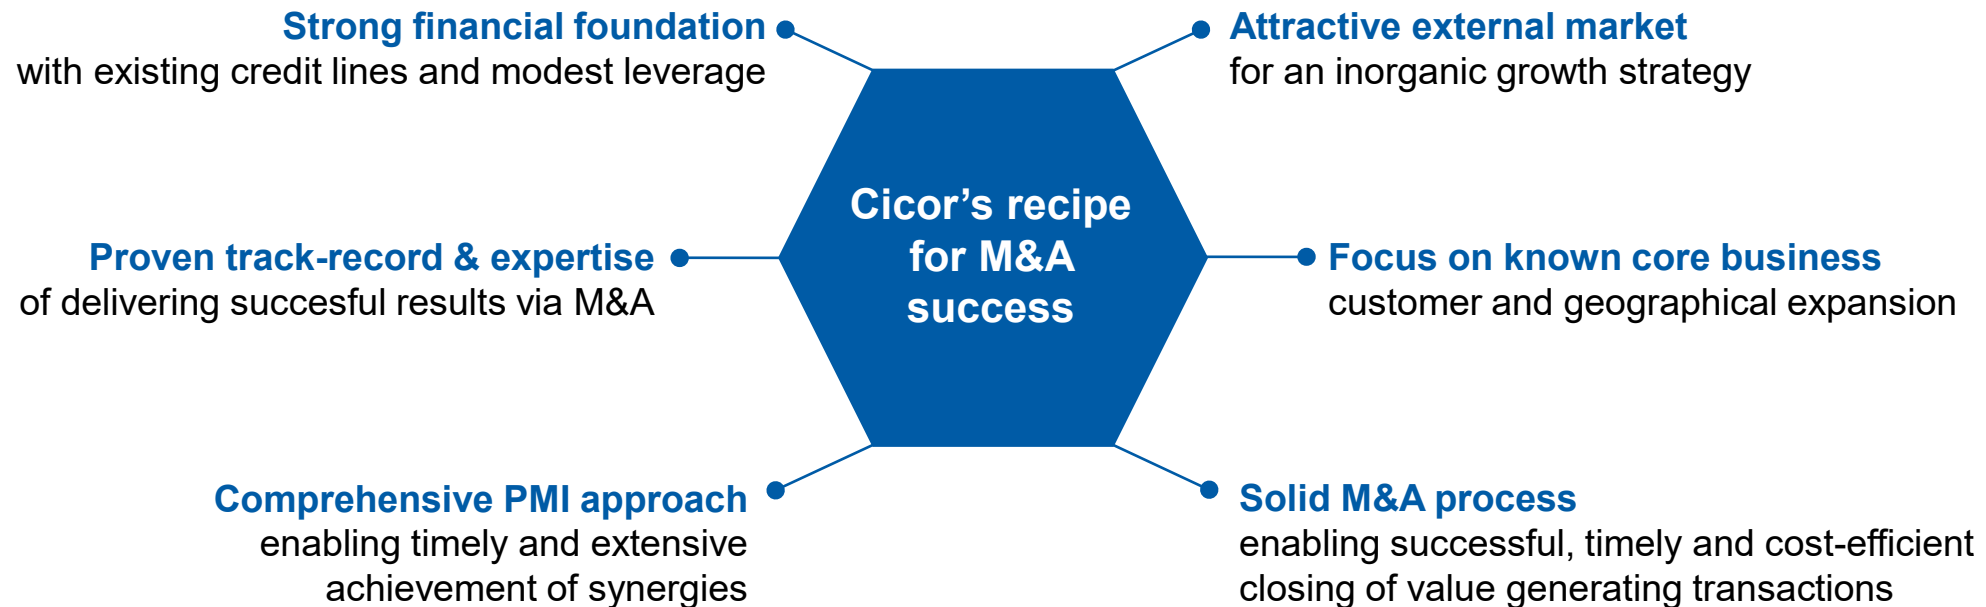 Strong financial foundation
with existing credit lines and modest leverage
Attractive external market
for an inorganic growth strategy
Cicor’s recipe
for M&A
success
Proven track-record & expertise
of delivering succesful results via M&A
Focus on known core business
customer and geographical expansion
Comprehensive PMI approach
enabling timely and extensive
achievement of synergies
Solid M&A process
enabling successful, timely and cost-efficient
closing of value generating transactions